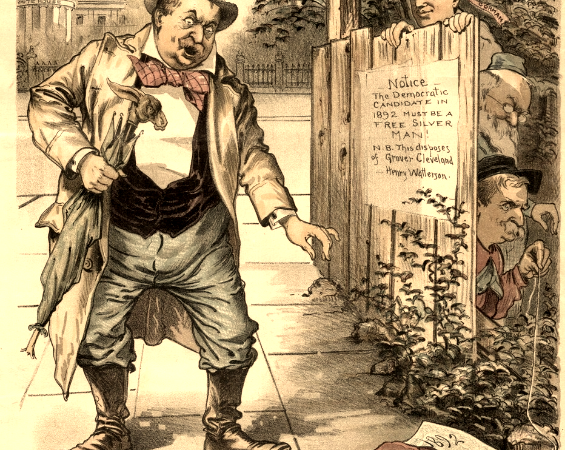 Notice
The Democratic
CANDIDATE IN
1892 MUST BE A
FREE SILVER
MAN!
N.B. This disposes
of Grover Cleveland
— Henry Watterson.
1892